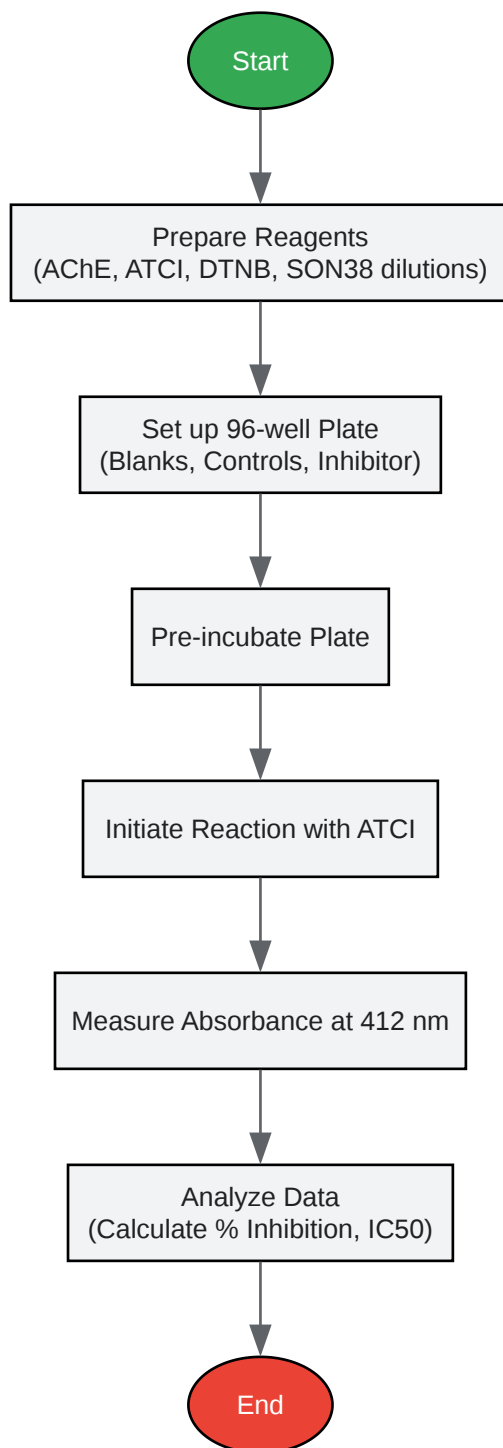 Start
Prepare Reagents
(AChE, ATCI, DTNB, SON38 dilutions)
Set up 96-well Plate
(Blanks, Controls, Inhibitor)
Pre-incubate Plate
Initiate Reaction with ATCI
Measure Absorbance at 412 nm
Analyze Data
(Calculate % Inhibition, IC50)
End